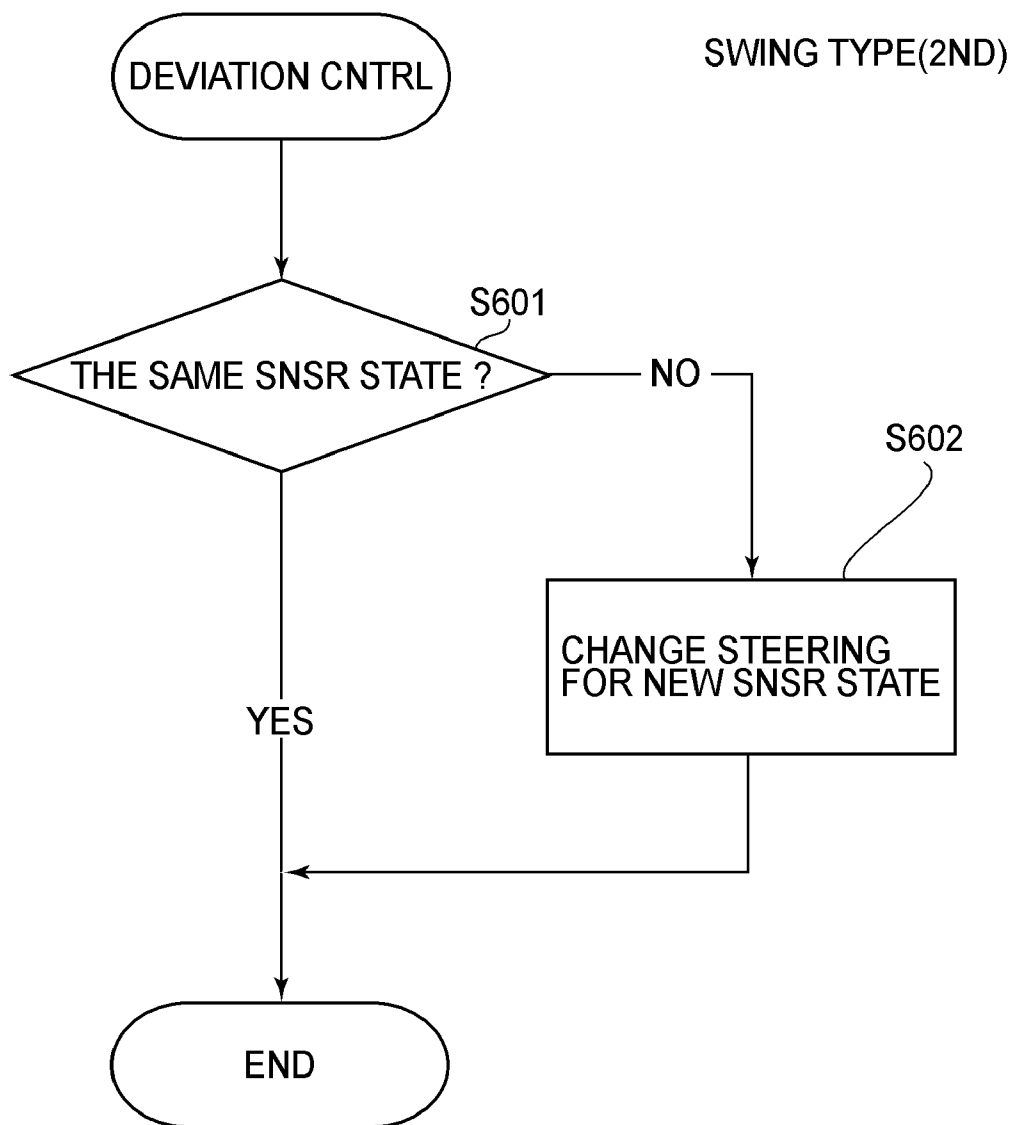 DEVIATION CNTRL
SWING TYPE(2ND)
S601
THE SAME SNSR STATE ?
NO
S602
CHANGE STEERING
FOR NEW SNSR STATE
YES
END